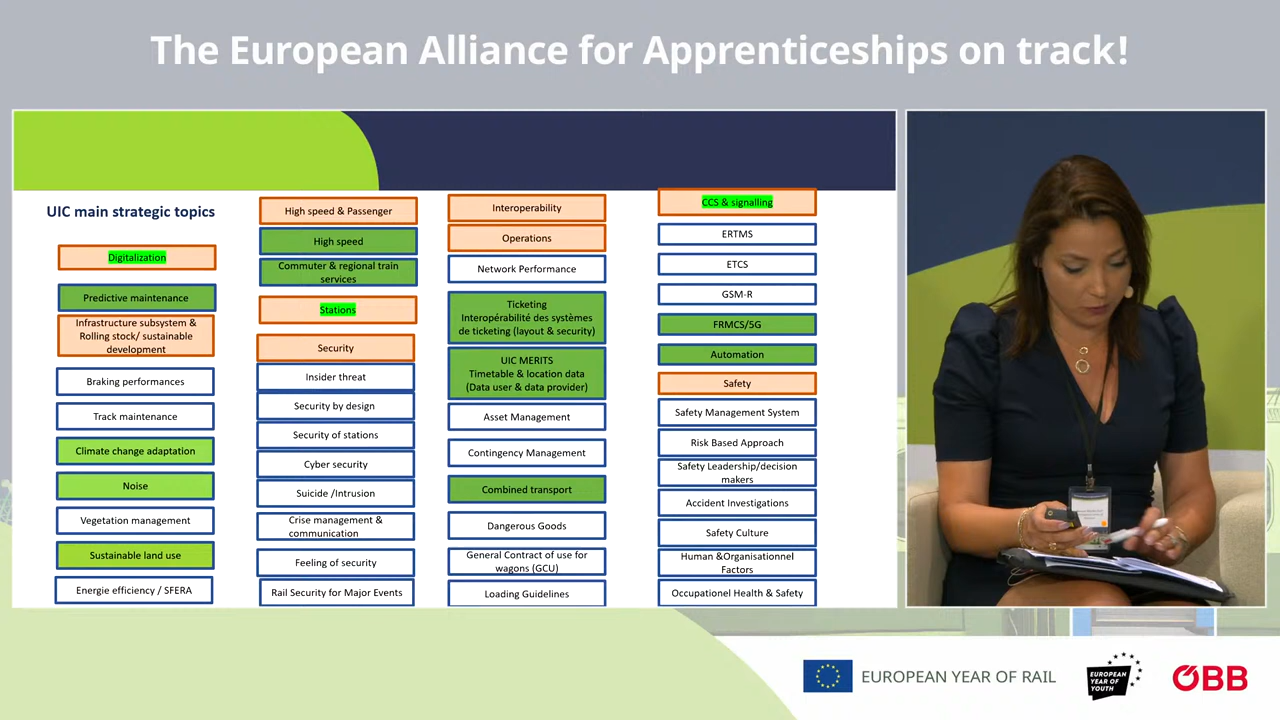 The European Alliance for Apprenticeships on track!
UIC main strategic topics
Digitalization
Predictive maintenance
Infrastructure subsystem &
Rolling stock/ sustainable
development
Braking performances
Track maintenance
Climate change adaptation
Noise
Vegetation management
Sustainable land use
Energie efficiency / SFERA
High speed & Passenger
High speed
Commuter & regional train
services
Stations
Security
Insider threat
Security by design
Security of stations
Cyber security
Suicide /Intrusion
Crise management &
communication
Feeling of security
Rail Security for Major Events
Interoperability
Operations
Network Performance
Ticketing
Interopérabilité des systèmes
de ticketing (layout & security)
UIC MERITS
Timetable & location data
(Data user & data provider)
Asset Management
Contingency Management
Combined transport
Dangerous Goods
General Contract of use for
wagons (GCU)
Loading Guidelines
CCS & signalling
ERTMS
ETCS
GSM-R
FRMCS/5G
Automation
Safety
Safety Management System
Risk Based Approach
Safety Leadership/decision
makers
Accident Investigations
Safety Culture
Human &Organisationnel
Factors
Occupationel Health & Safety
EUROPEAN YEAR OF RAIL
EUROPEAN
YEAR OF
YOUTH
ÖBB